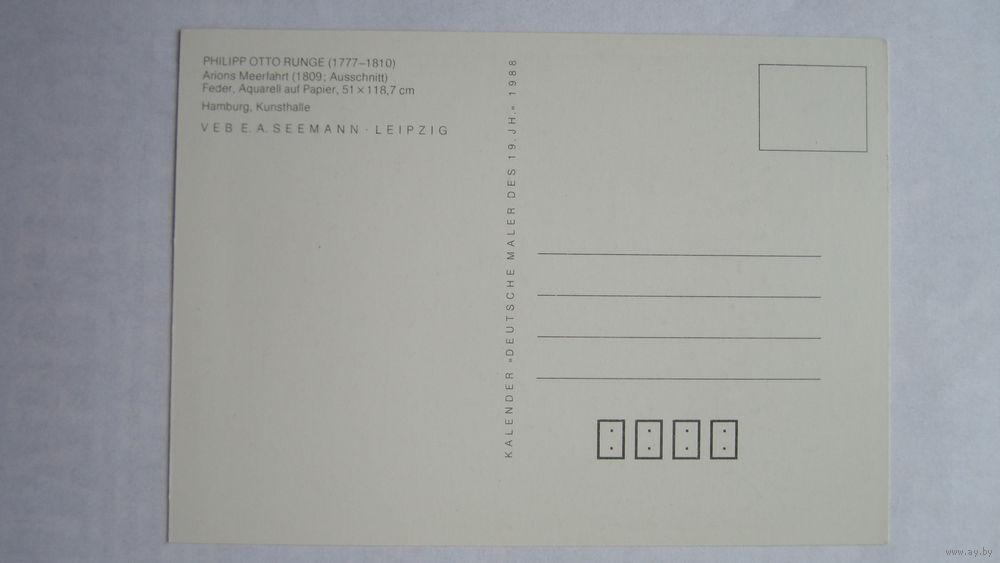 PHILIPP OTTO RUNGE (1777–1810)
Arions Meerfahrt (1809; Ausschnitt)
Feder, Aquarell auf Papier, 51 × 118,7 cm
Hamburg, Kunsthalle
VEB E. A. SEEMANN · LEIPZIG
KALENDER »DEUTSCHE MALER DES 19. JH.« 1988
www.ay.by